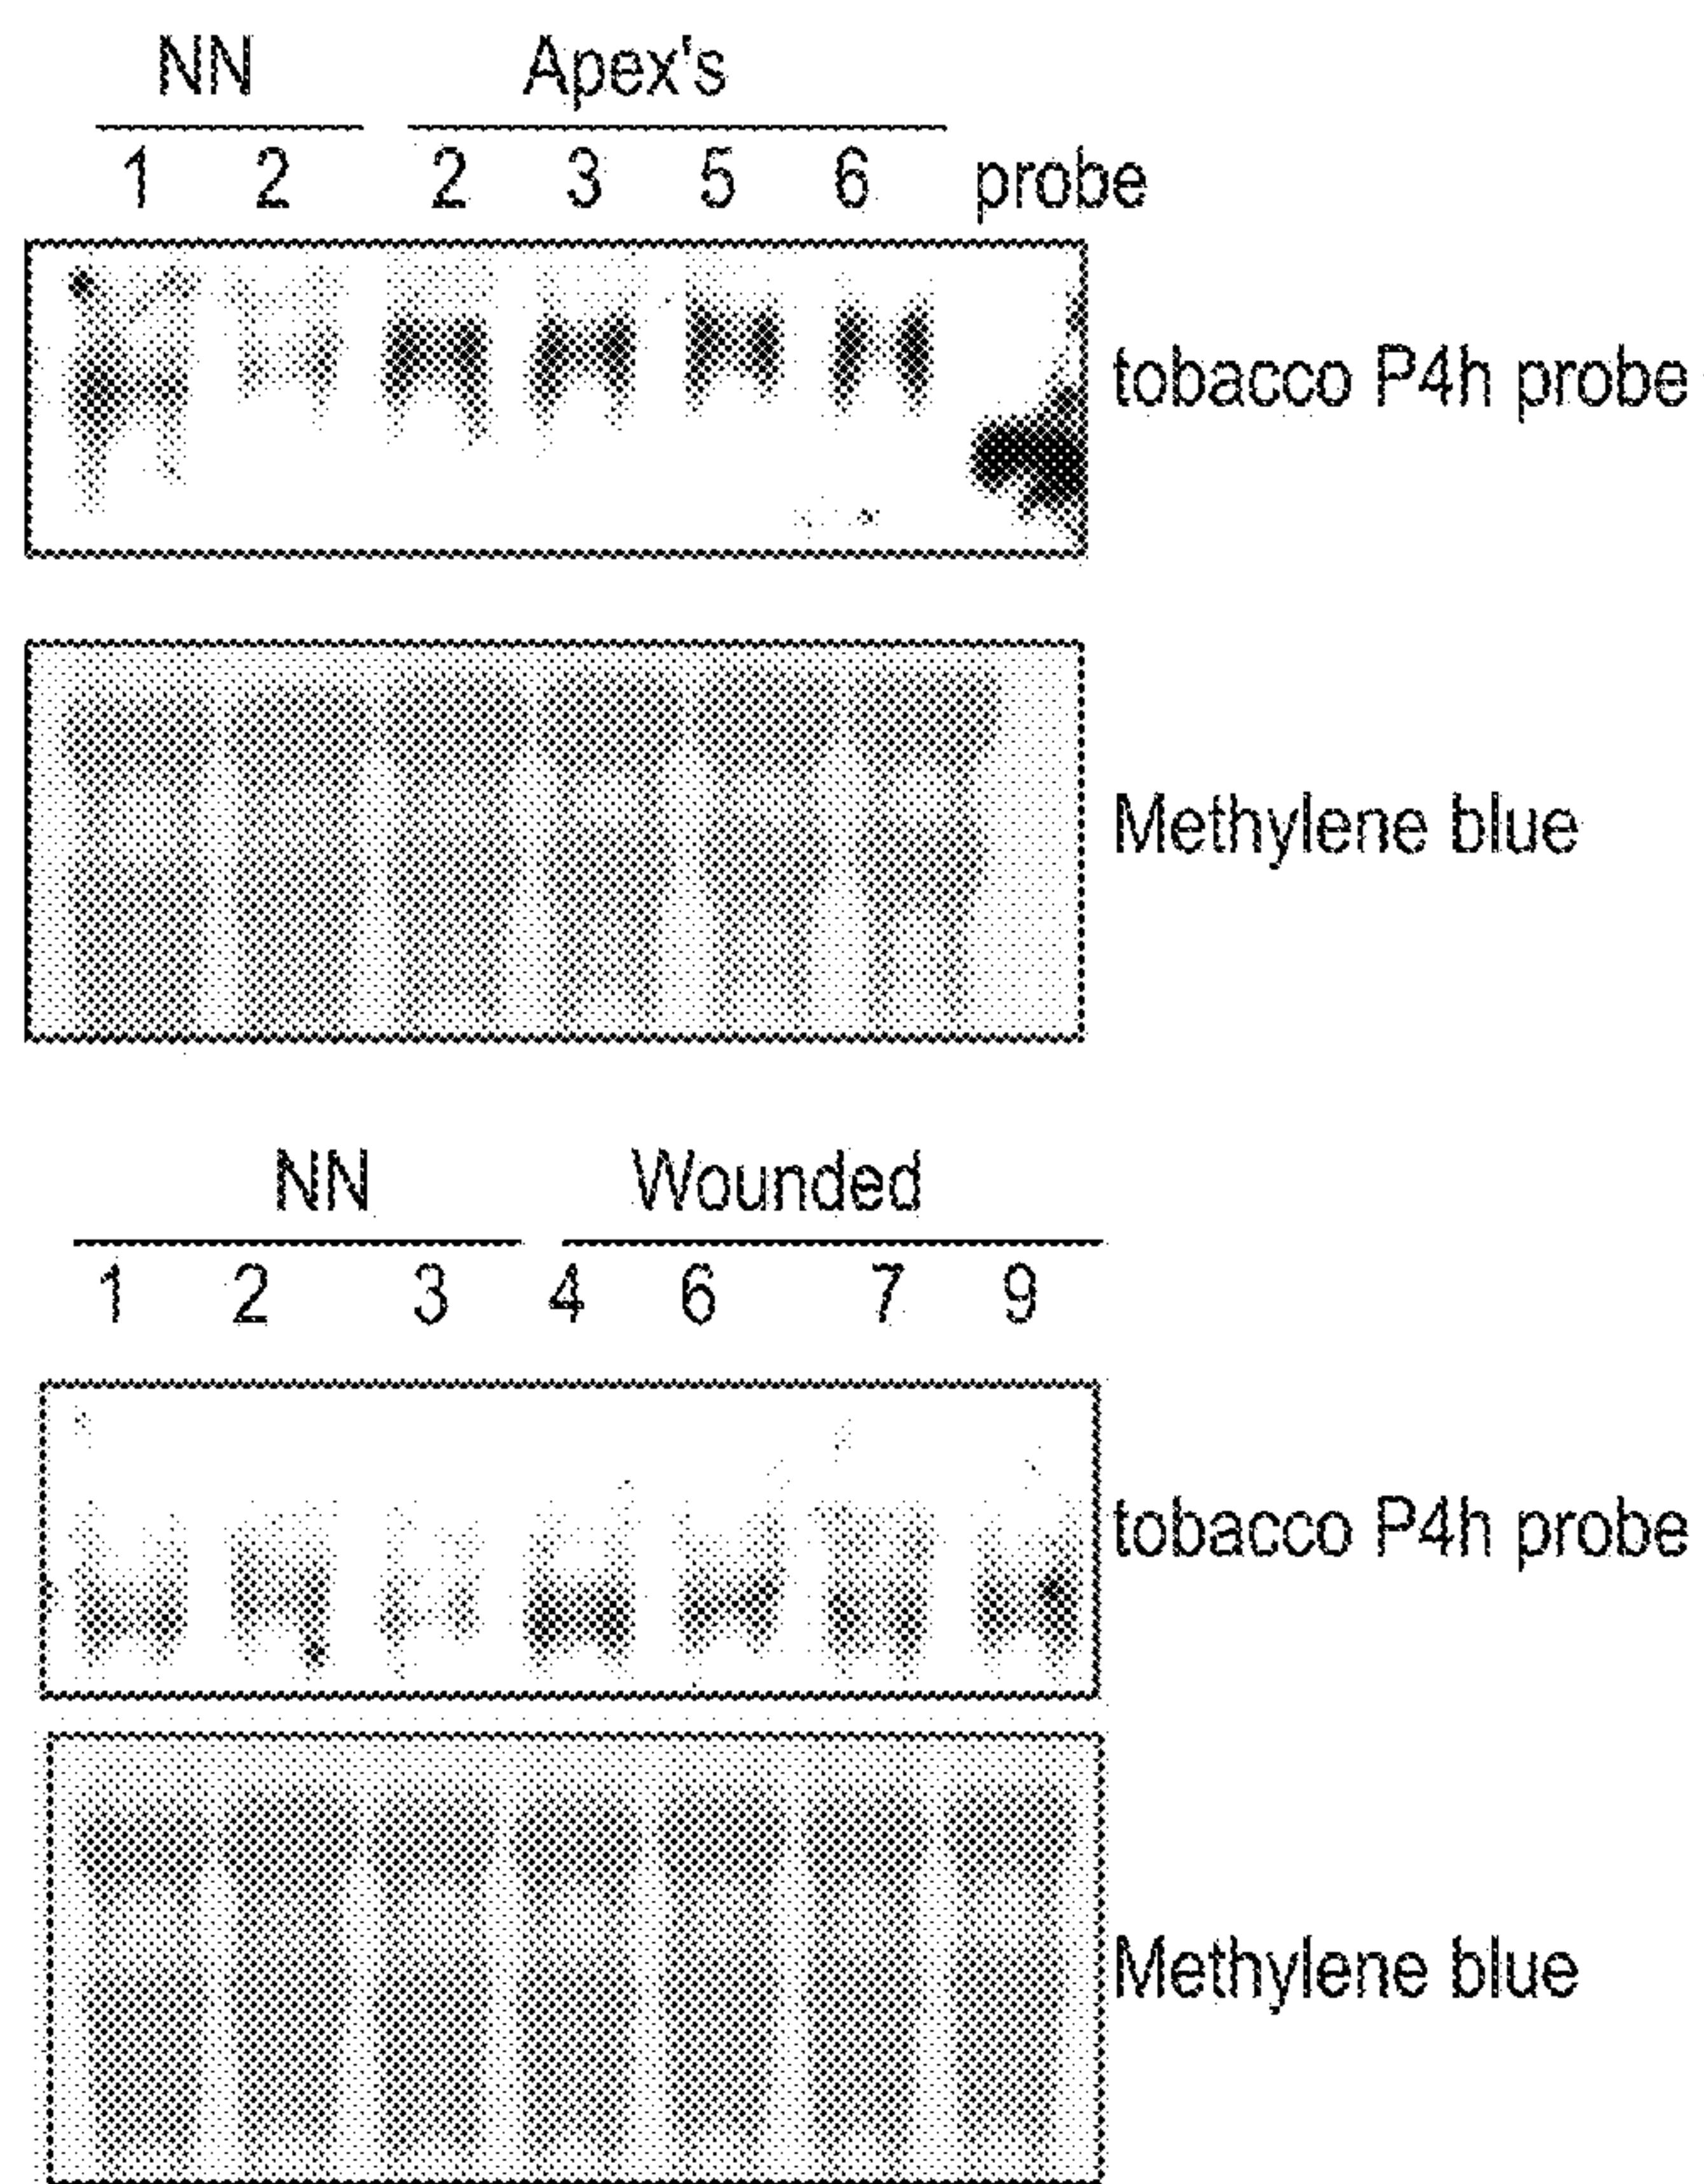 NN Apex's
1 2 2 3 5 6 probe
tobacco P4h probe
Methylene blue
NN Wounded
1 2 3 4 6 7 9
tobacco P4h probe
Methylene blue